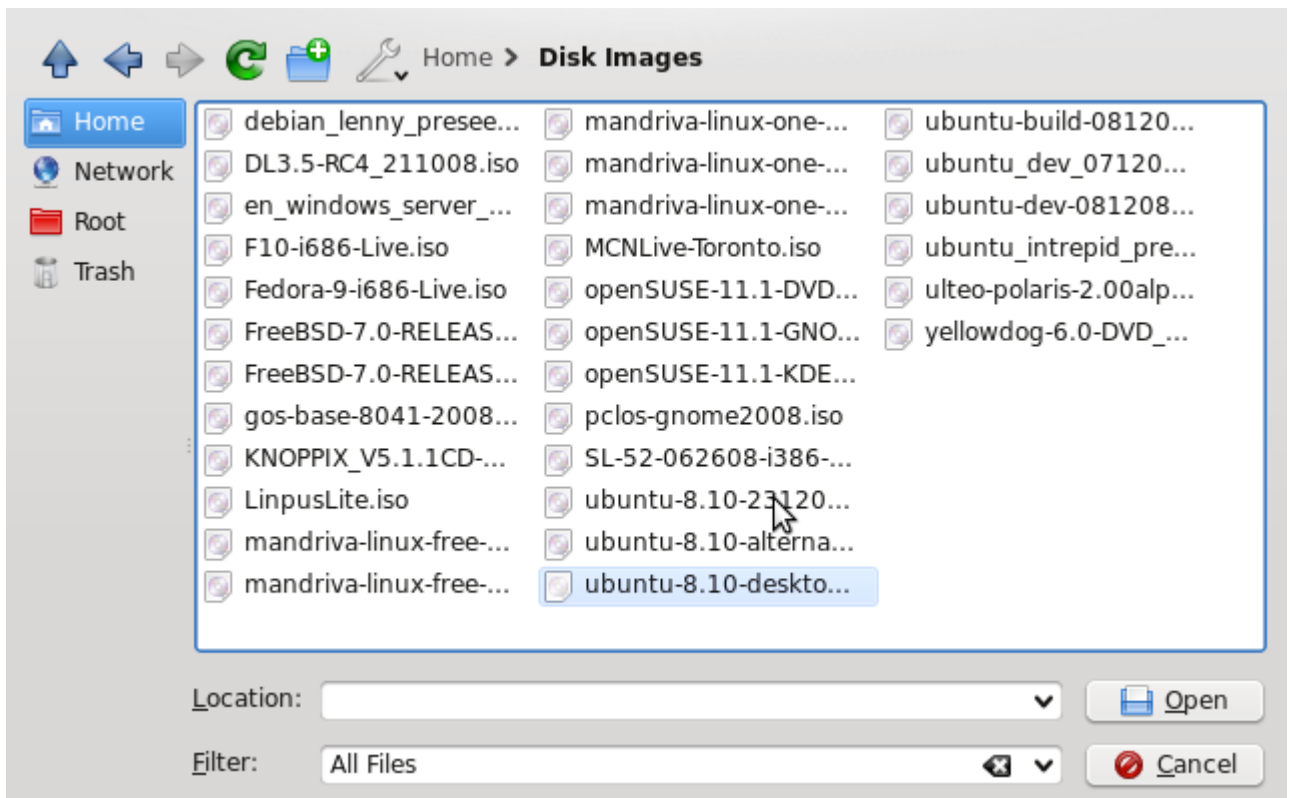 Home > Disk Images
Home
Network
Root
Trash
debian_lenny_presee...
DL3.5-RC4_211008.iso
en_windows_server_...
F10-i686-Live.iso
Fedora-9-i686-Live.iso
FreeBSD-7.0-RELEAS...
FreeBSD-7.0-RELEAS...
gos-base-8041-2008...
KNOPPIX_V5.1.1CD-...
LinpusLite.iso
mandriva-linux-free-...
mandriva-linux-free-...
mandriva-linux-one-...
mandriva-linux-one-...
mandriva-linux-one-...
MCNLive-Toronto.iso
openSUSE-11.1-DVD...
openSUSE-11.1-GNO...
openSUSE-11.1-KDE...
pclos-gnome2008.iso
SL-52-062608-i386-...
ubuntu-8.10-23120...
ubuntu-8.10-alterna...
ubuntu-8.10-deskto...
ubuntu-build-08120...
ubuntu_dev_07120...
ubuntu-dev-081208...
ubuntu_intrepid_pre...
ulteo-polaris-2.00alp...
yellowdog-6.0-DVD_...
Location:
Open
Filter:
All Files
Cancel